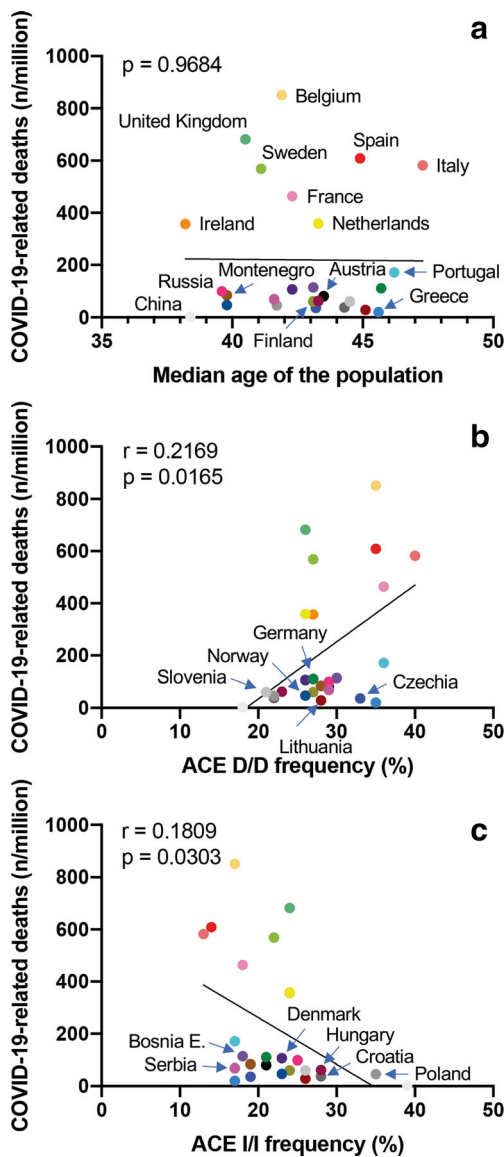 a
COVID-19-related deaths (n/million)
1000
800
600
400
200
0
p = 0.9684
Belgium
United Kingdom
Spain
Sweden
Italy
France
Ireland
Netherlands
Montenegro
Austria
Russia
Portugal
China
Greece
Finland
35
40
45
50
Median age of the population
b
COVID-19-related deaths (n/million)
1000
800
600
400
200
0
r = 0.2169
p = 0.0165
Germany
Norway
Slovenia
Czechia
Lithuania
10
20
30
40
50
ACE D/D frequency (%)
c
COVID-19-related deaths (n/million)
1000
800
600
400
200
0
r = 0.1809
p = 0.0303
Denmark
Bosnia E.
Hungary
Serbia
Croatia
Poland
10
20
30
40
50
ACE I/I frequency (%)